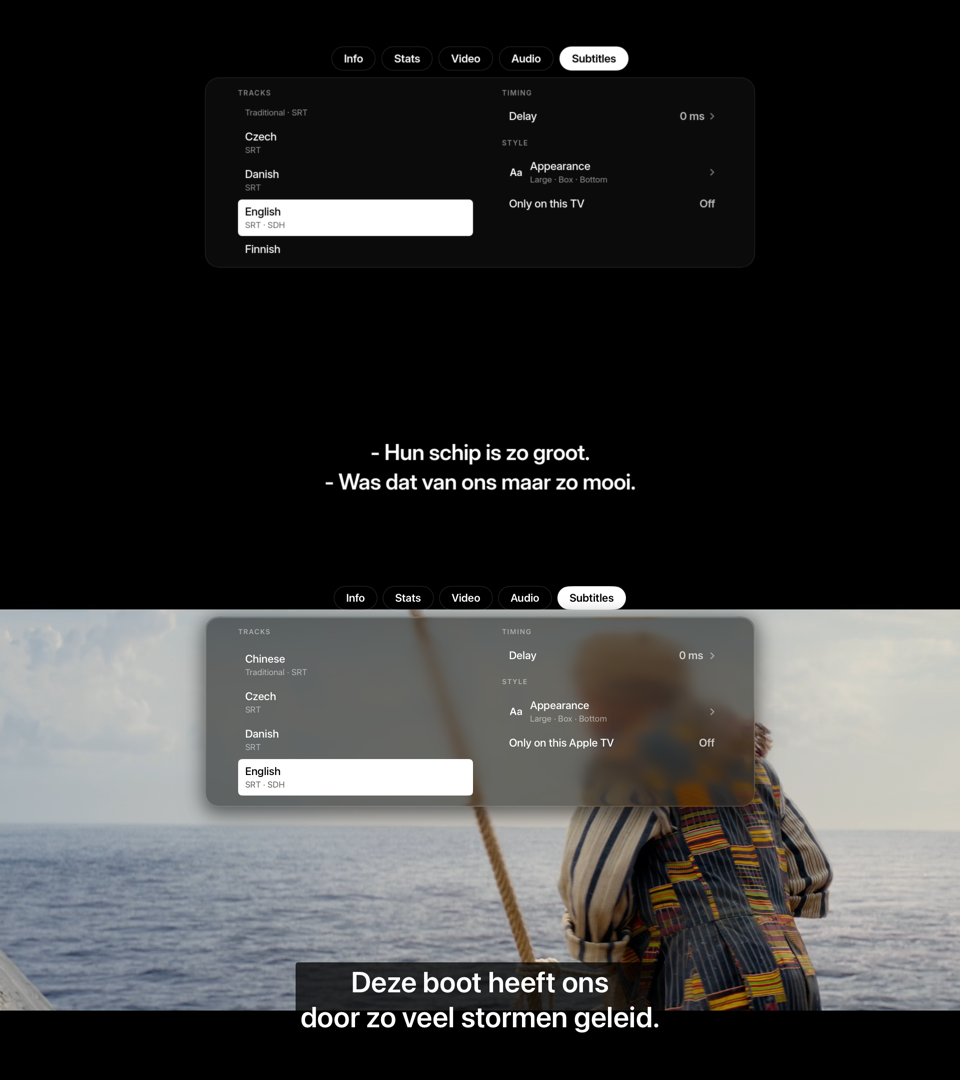 Info Stats Video Audio Subtitles
TRACKS
Traditional · SRT
Czech
SRT
Danish
SRT
English
SRT · SDH
Finnish
TIMING
Delay 0 ms
STYLE
Aa Appearance
Large · Box · Bottom
Only on this TV Off
- Hun schip is zo groot.
- Was dat van ons maar zo mooi.
Info Stats Video Audio Subtitles
TRACKS
Chinese
Traditional · SRT
Czech
SRT
Danish
SRT
English
SRT · SDH
TIMING
Delay 0 ms
STYLE
Aa Appearance
Large · Box · Bottom
Only on this Apple TV Off
Deze boot heeft ons
door zo veel stormen geleid.